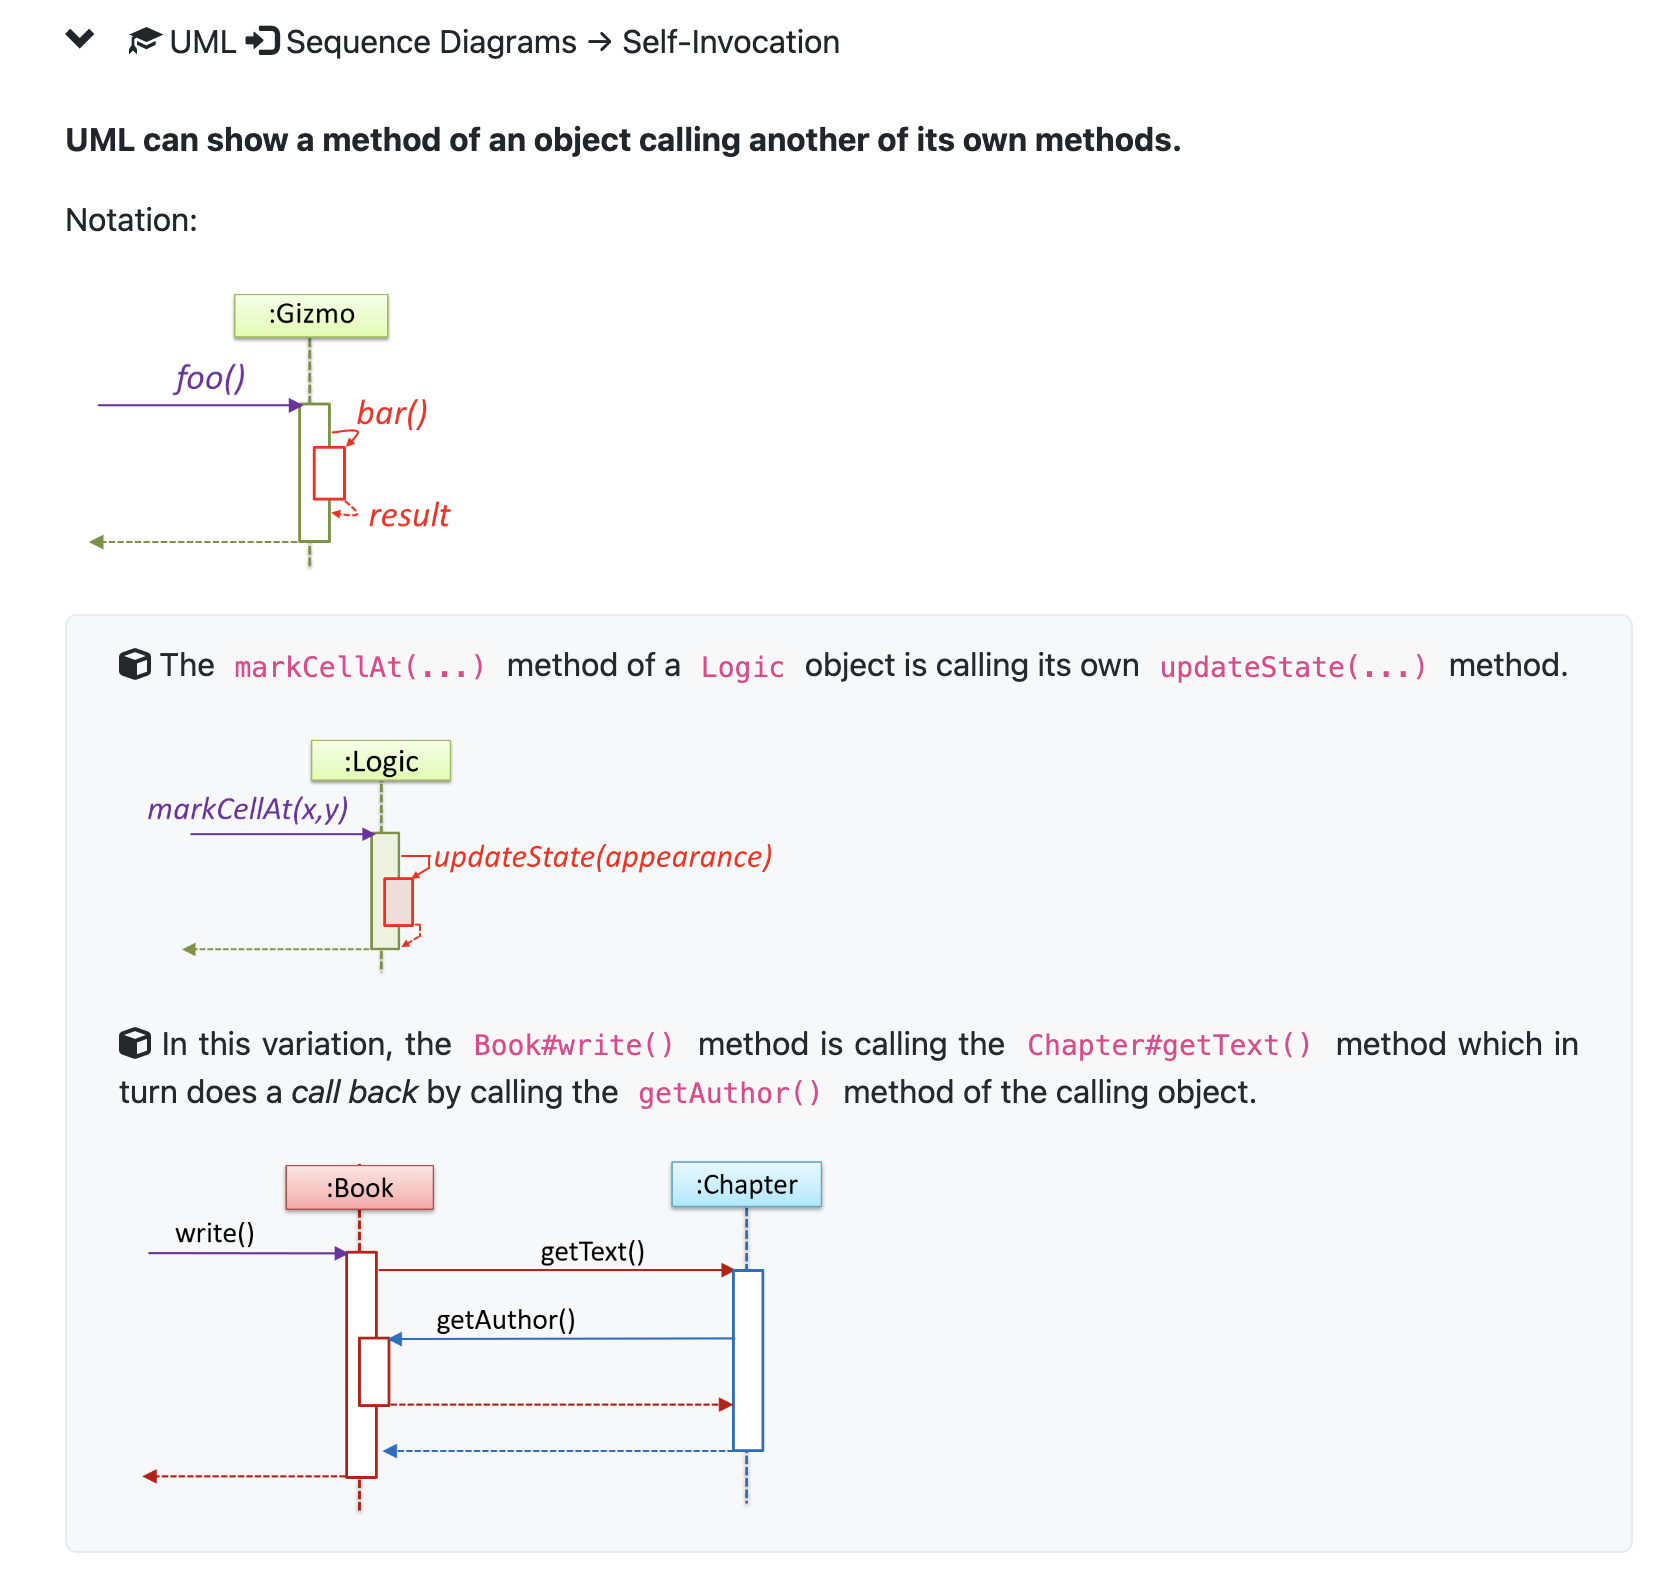 UML Sequence Diagrams → Self-Invocation
UML can show a method of an object calling another of its own methods.
Notation:
:Gizmo
foo()
bar()
result
The markCellAt(...) method of a Logic object is calling its own updateState(...) method.
:Logic
markCellAt(x,y)
updateState(appearance)
In this variation, the Book#write() method is calling the Chapter#getText() method which in
turn does a call back by calling the getAuthor() method of the calling object.
:Book
:Chapter
write()
getText()
getAuthor()